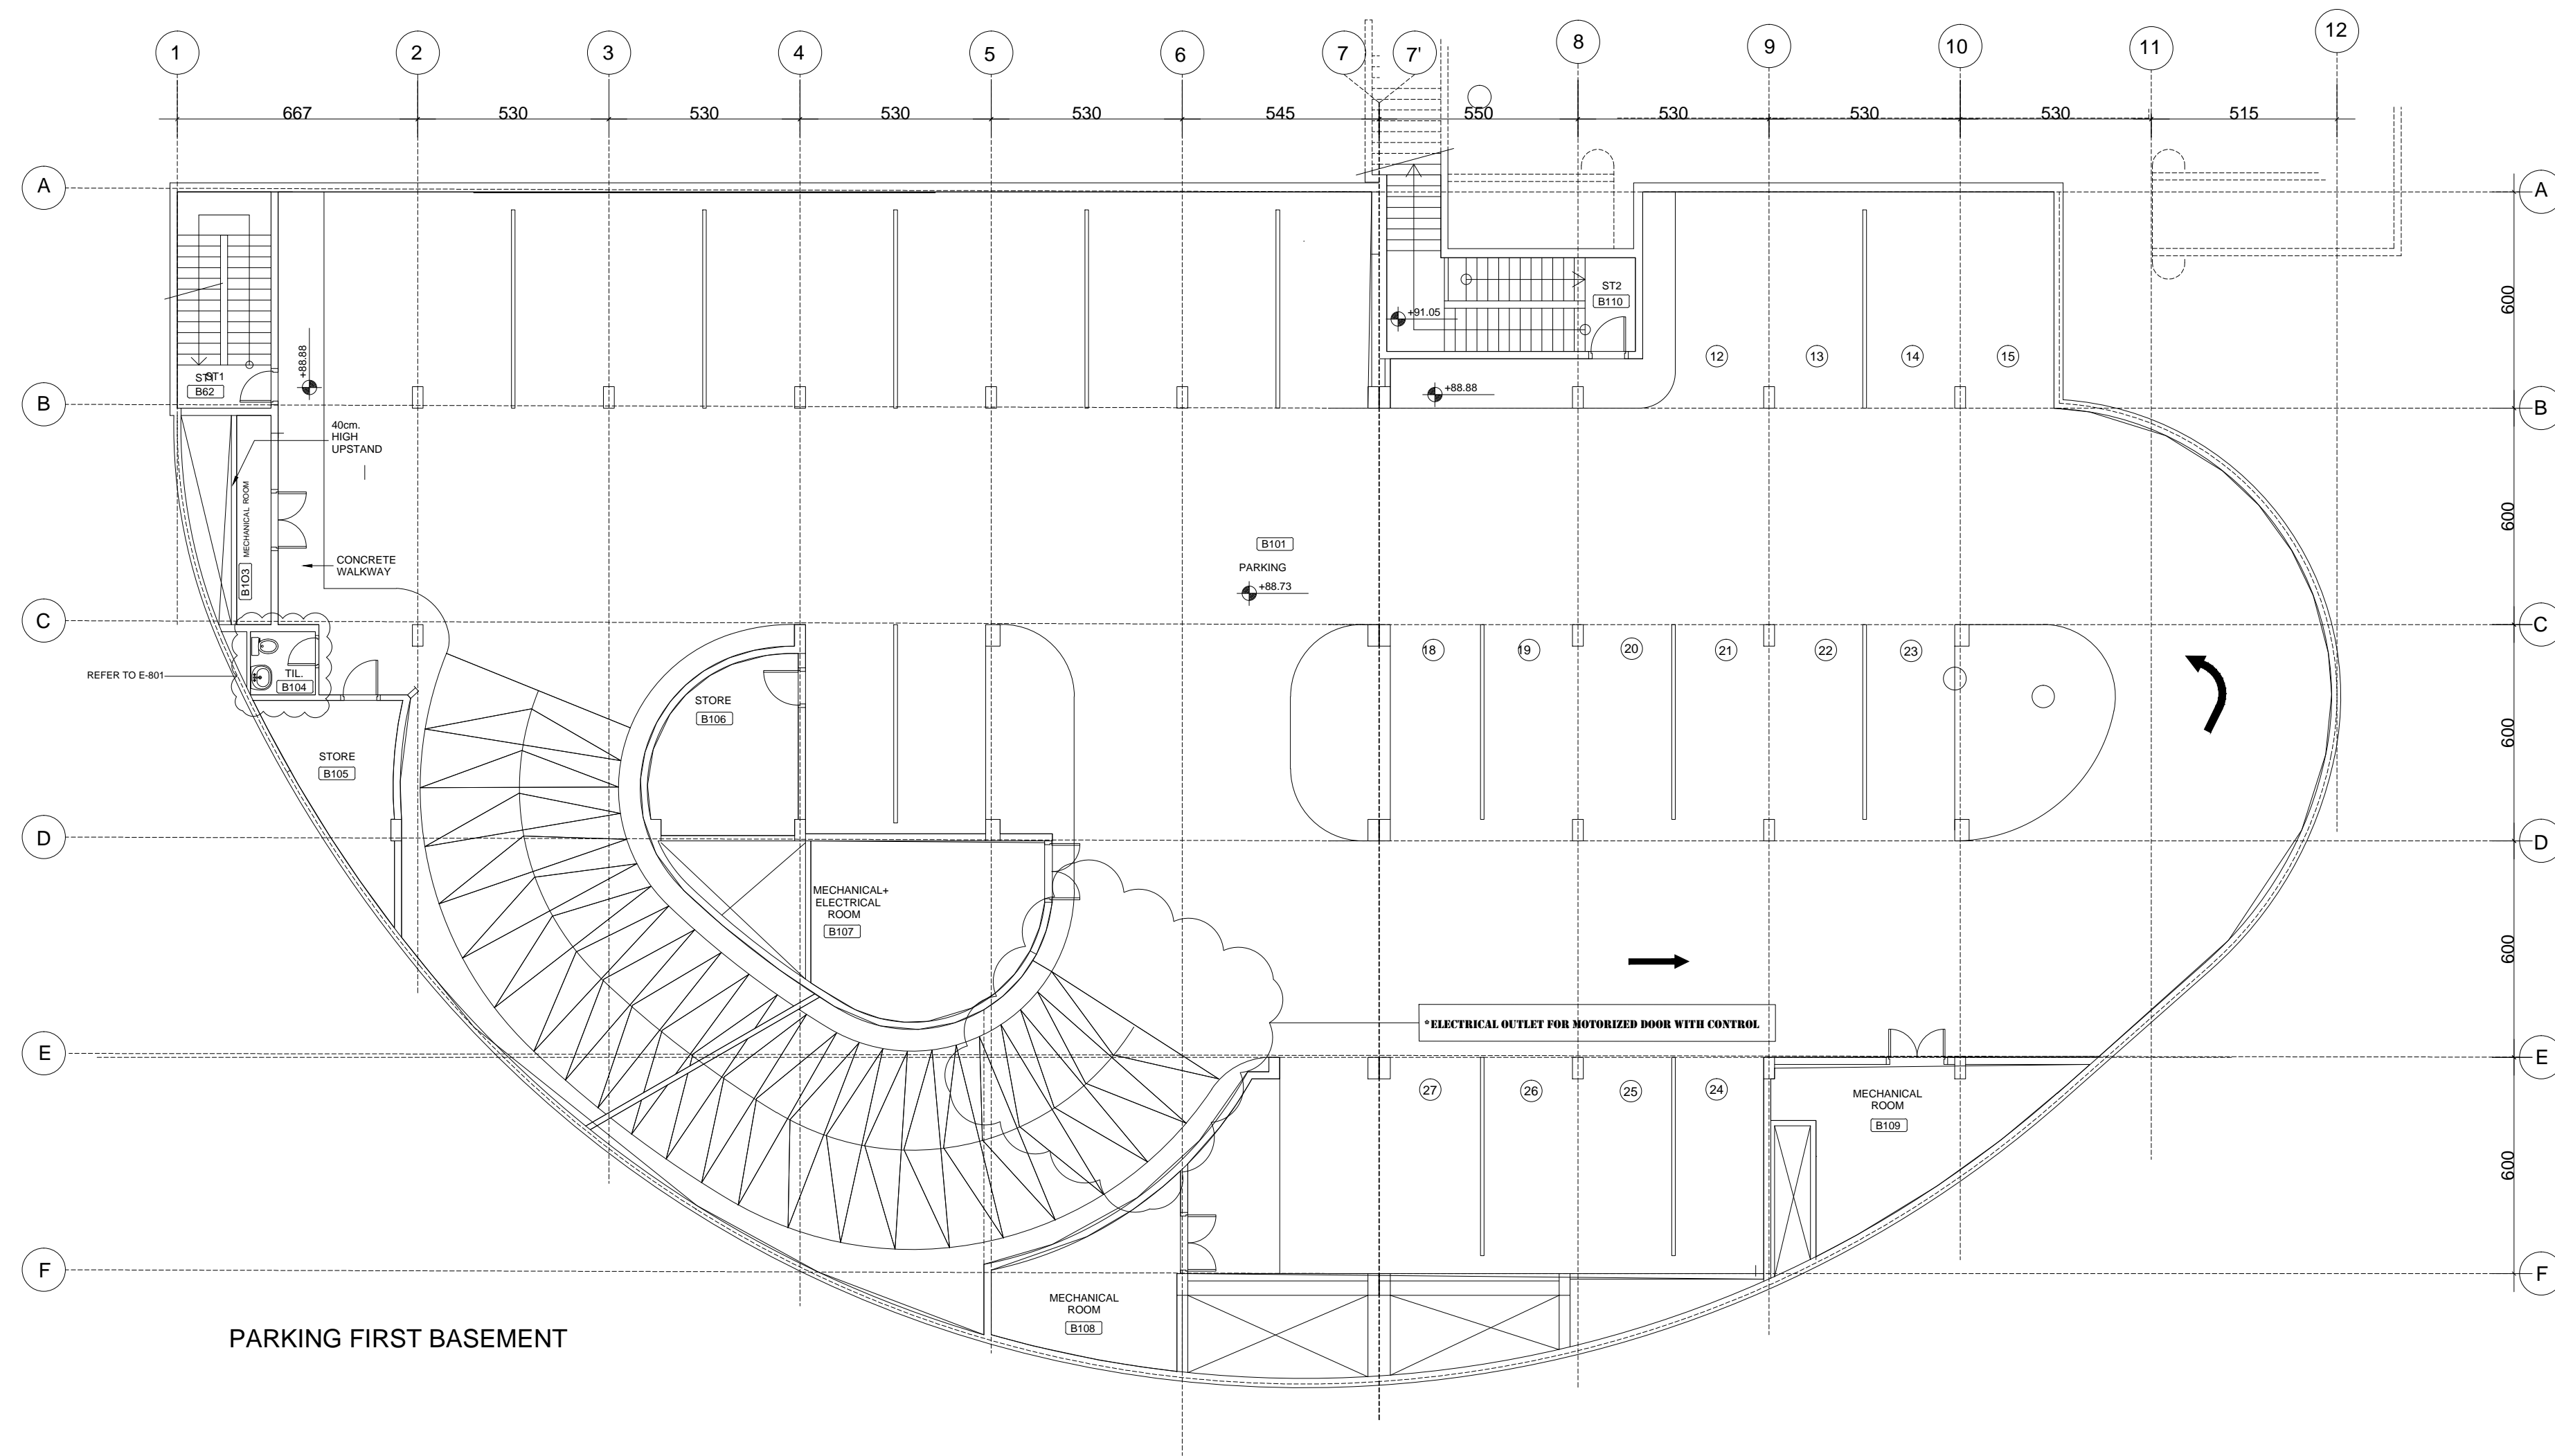 1 2 3 4 5 6 7 7' 8 9 10 11 12
667 530 530 530 530 545 550 530 530 530 515
A A
600
ST2
B110
+91.05
12 13 14 15
+88.88
ST1 ST1
B62
+88.88
B B
40cm.
HIGH
UPSTAND
MECHANICAL ROOM
B1O3
600
B101
PARKING
+88.73
CONCRETE
WALKWAY
C C
18 19 20 21 22 23
REFER TO E-801
TIL.
B104
STORE
B106
600
STORE
B105
D D
MECHANICAL+
ELECTRICAL
ROOM
B107
600
*ELECTRICAL OUTLET FOR MOTORIZED DOOR WITH CONTROL
E E
27 26 25 24
MECHANICAL
ROOM
B109
600
F F
MECHANICAL
ROOM
B108
PARKING FIRST BASEMENT